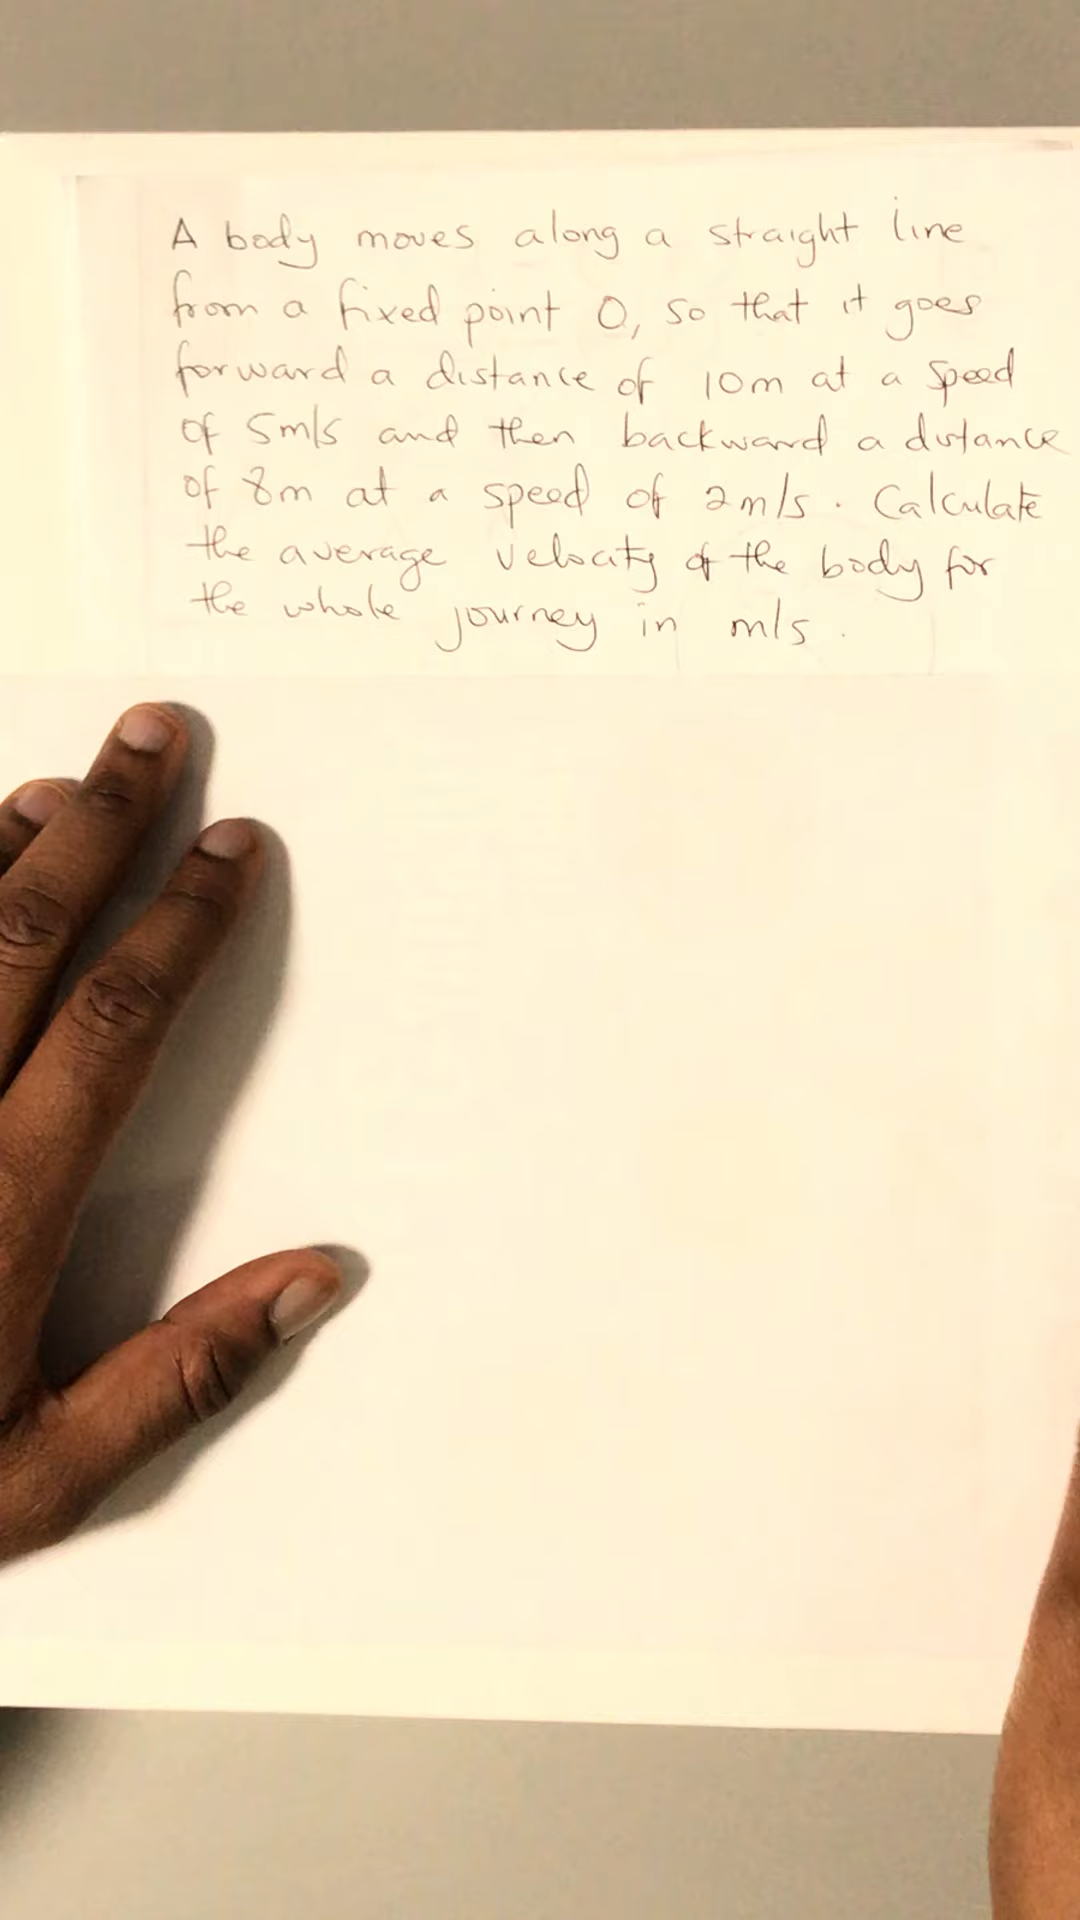 A body moves along a straight line
from a fixed point O, so that it goes
forward a distance of 10m at a speed
of 5m/s and then backward a distance
of 8m at a speed of 2m/s. Calculate
the average velocity of the body for
the whole journey in m/s.